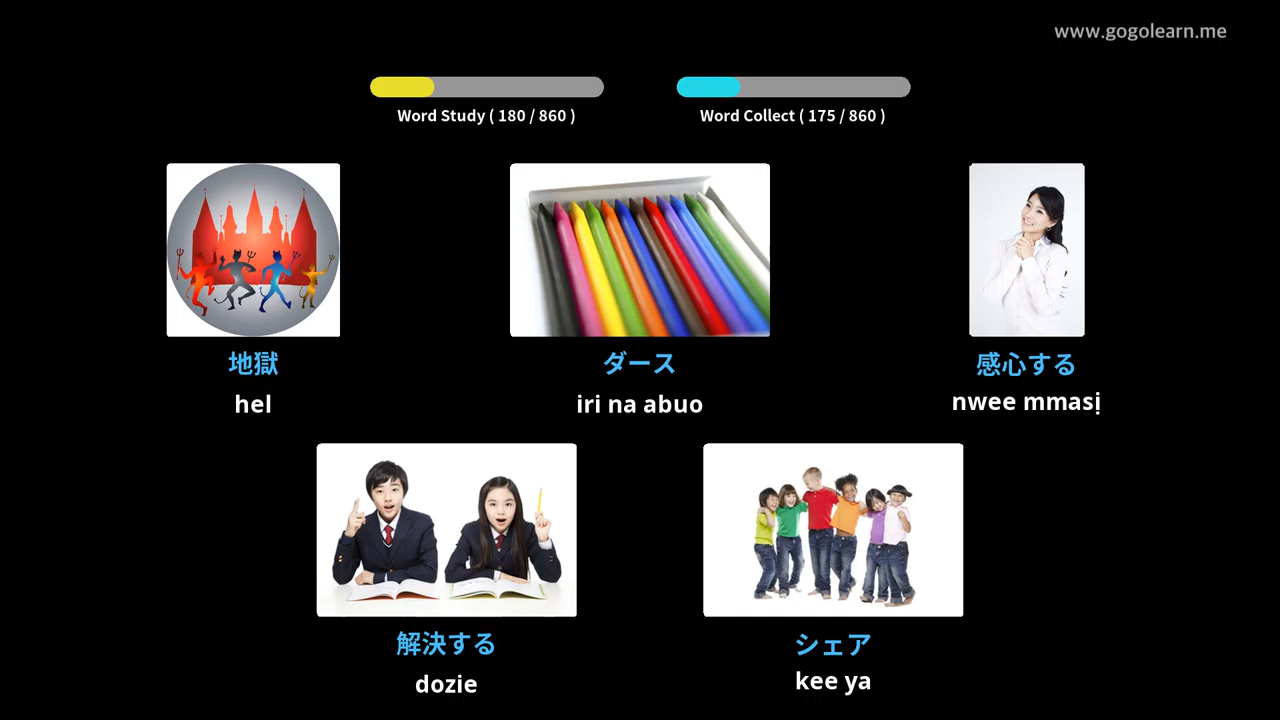 www.gogolearn.me
Word Study ( 180 / 860 )
Word Collect ( 175 / 860 )
地獄
ダース
感心する
hel
iri na abuo
nwee mmasị
解決する
シェア
dozie
kee ya